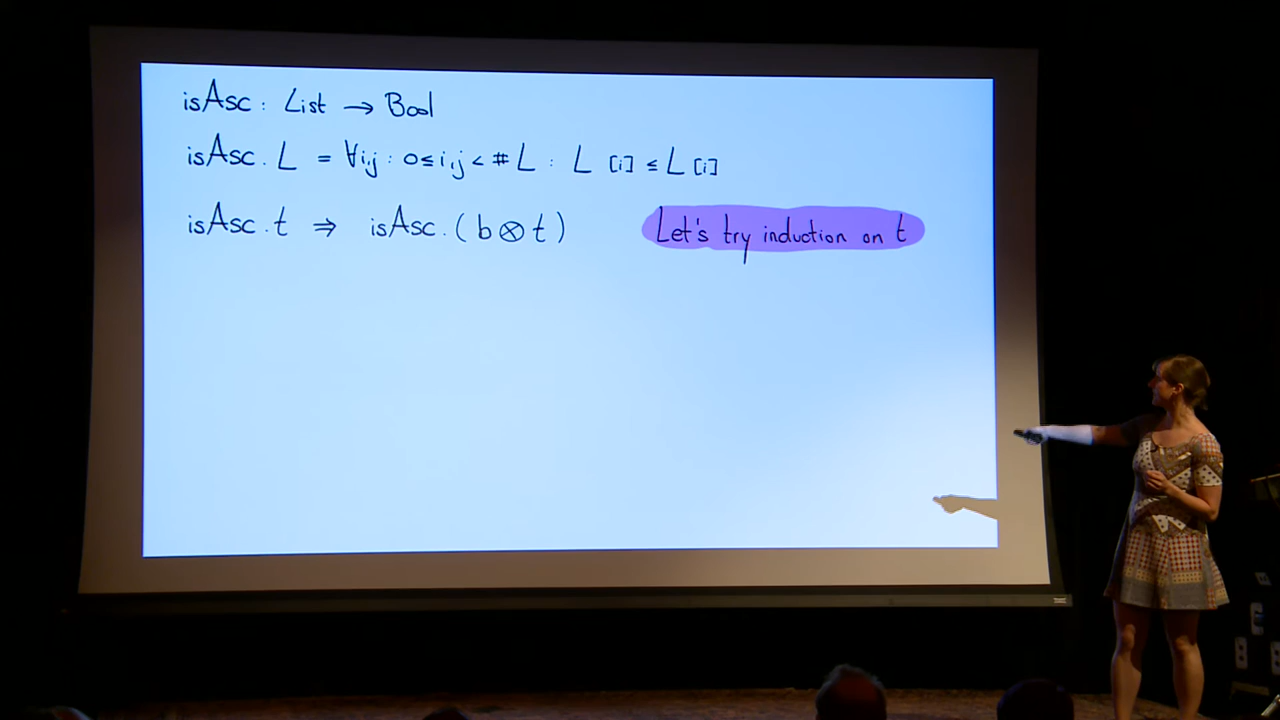 isAsc : List → Bool
isAsc . L = ∀i,j : 0≤i,j < #L : L [i] ≤ L [j]
isAsc . t ⇒ isAsc . ( b ⊗ t )
Let's try induction on t